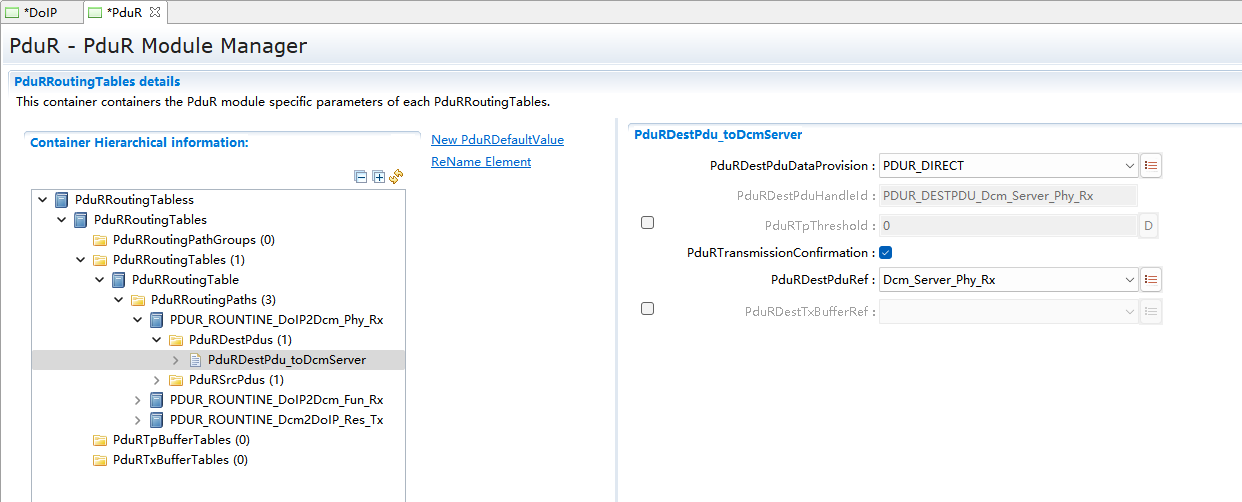 *DoIP
*PduR
PduR - PduR Module Manager
PduRRoutingTables details
This container containers the PduR module specific parameters of each PduRRoutingTables.
Container Hierarchical information:
New PduRDefaultValue
ReName Element
PduRRoutingTabless
PduRRoutingTables
PduRRoutingPathGroups (0)
PduRRoutingTables (1)
PduRRoutingTable
PduRRoutingPaths (3)
PDUR_ROUNTINE_DoIP2Dcm_Phy_Rx
PduRDestPdus (1)
PduRDestPdu_toDcmServer
PduRSrcPdus (1)
PDUR_ROUNTINE_DoIP2Dcm_Fun_Rx
PDUR_ROUNTINE_Dcm2DoIP_Res_Tx
PduRTpBufferTables (0)
PduRTxBufferTables (0)
PduRDestPdu_toDcmServer
PduRDestPduDataProvision : PDUR_DIRECT
PduRDestPduHandleId : PDUR_DESTPDU_Dcm_Server_Phy_Rx
PduRTpThreshold : 0 D
PduRTransmissionConfirmation :
PduRDestPduRef : Dcm_Server_Phy_Rx
PduRDestTxBufferRef :